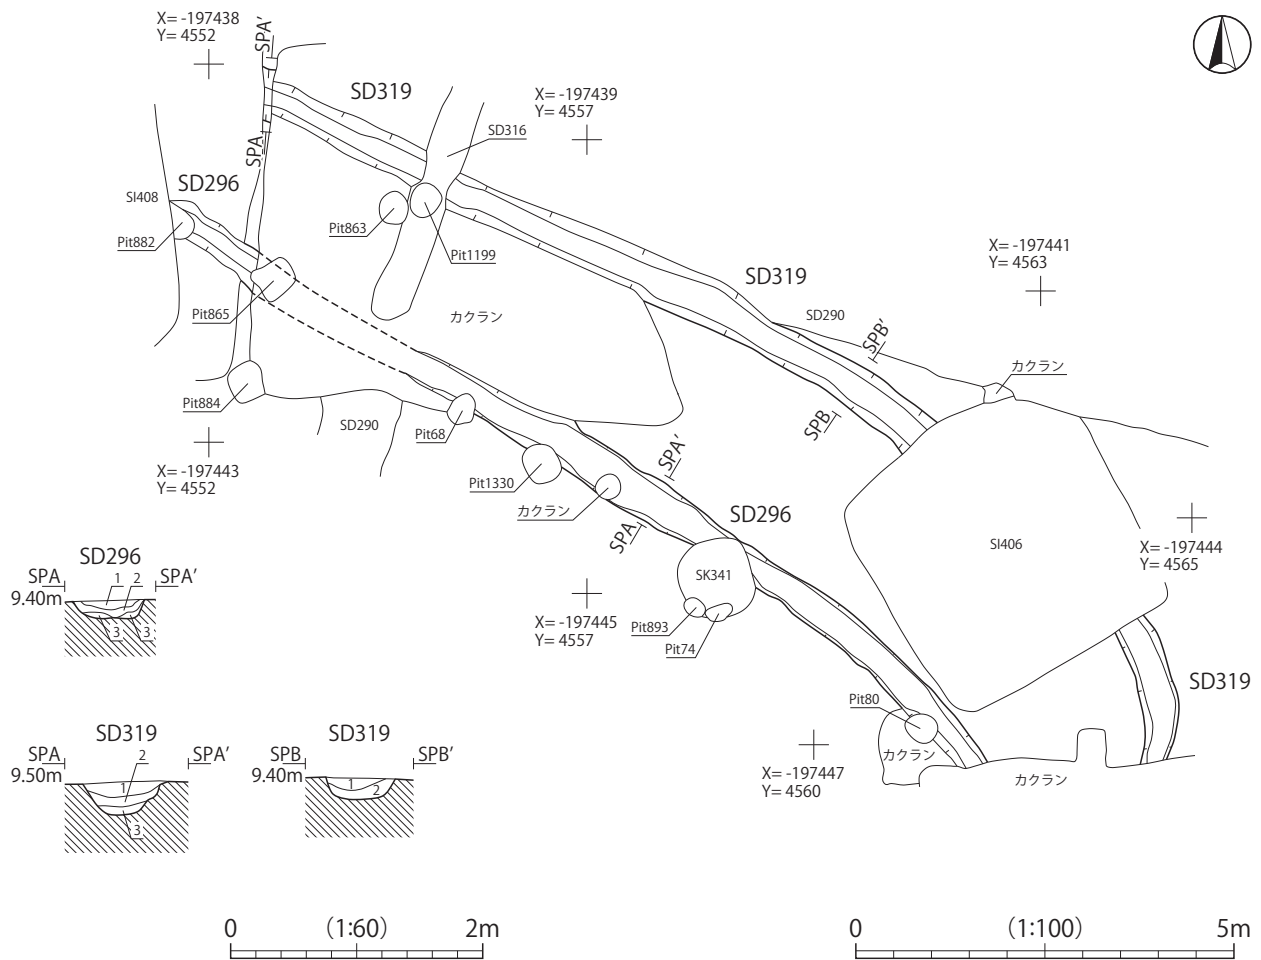 X= -197438
Y= 4552
SPA′
SD319
X= -197439
Y= 4557
SD316
SPA
SD296
SI408
Pit882
Pit863
Pit1199
X= -197441
Y= 4563
SD319
SD290
SPB′
Pit865
カクラン
カクラン
Pit884
SD290
Pit68
SPB
X= -197443
Y= 4552
Pit1330
カクラン
SPA′
SPA
SD296
SI406
X= -197444
Y= 4565
SK341
X= -197445
Y= 4557
Pit893
Pit74
SD319
Pit80
カクラン
カクラン
X= -197447
Y= 4560
SD296
SPA
SPA′
9.40m
1
2
3
3
SD319
SPA
SPA′
9.50m
1
2
3
SD319
SPB
SPB′
9.40m
1
2
0 (1:60) 2m
0 (1:100) 5m